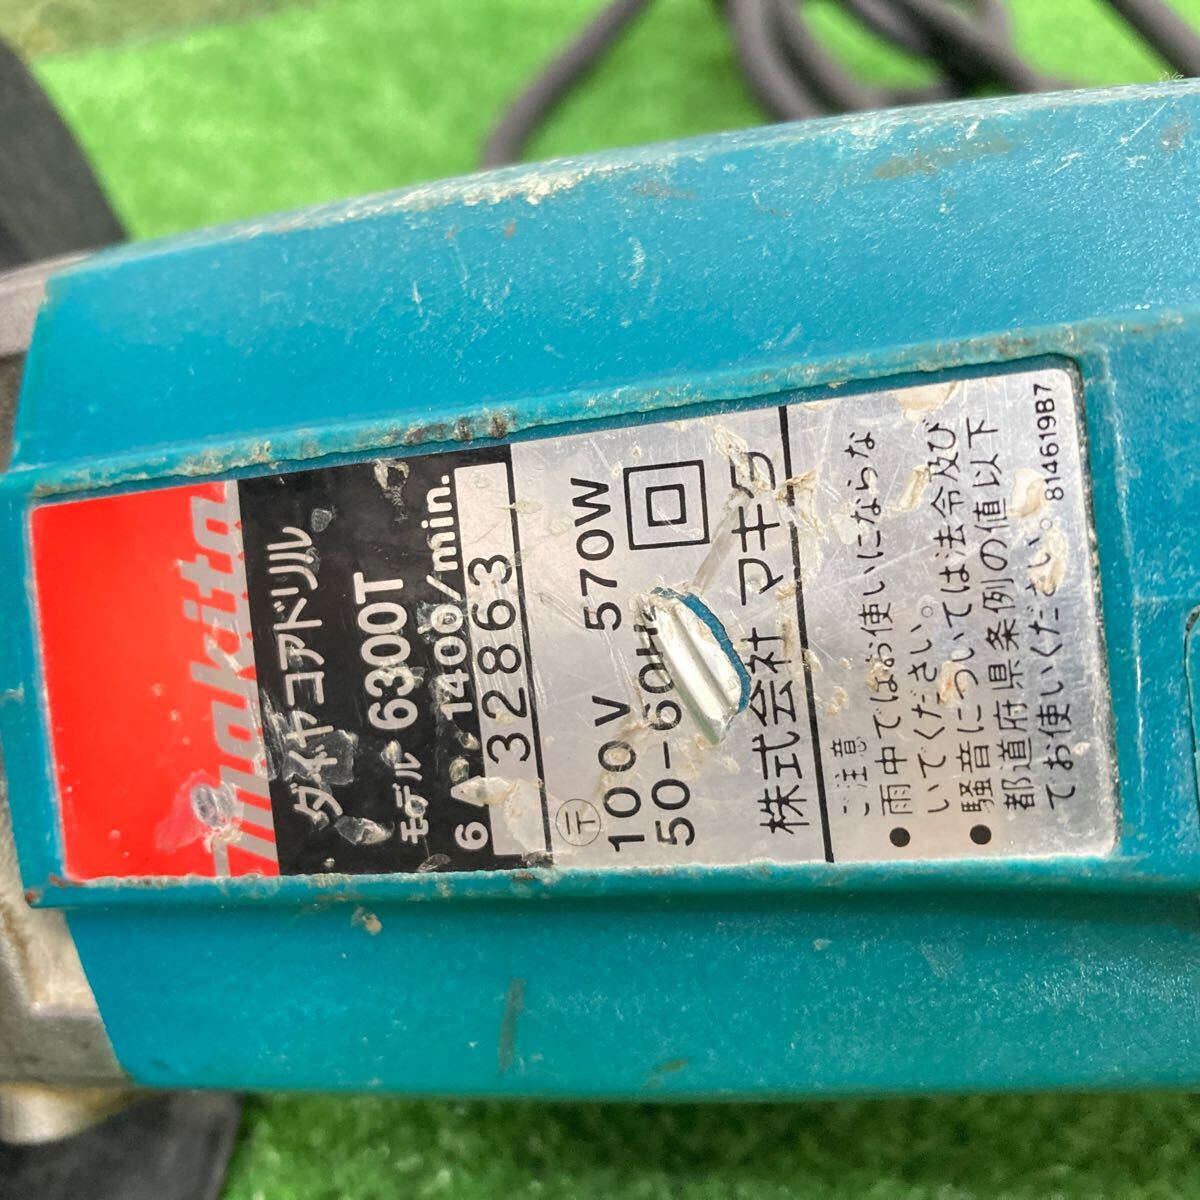 makita
ダイヤコアドリル
モデル 6300T
6 A 1400/min.
32863
〒
100V 570W
50-60Hz
株式会社 マキタ
ご注意
● 雨中ではお使いにならな
いでください。
● 騒音については法令及び
都道府県条例の値以下
でお使いください。 814619B7